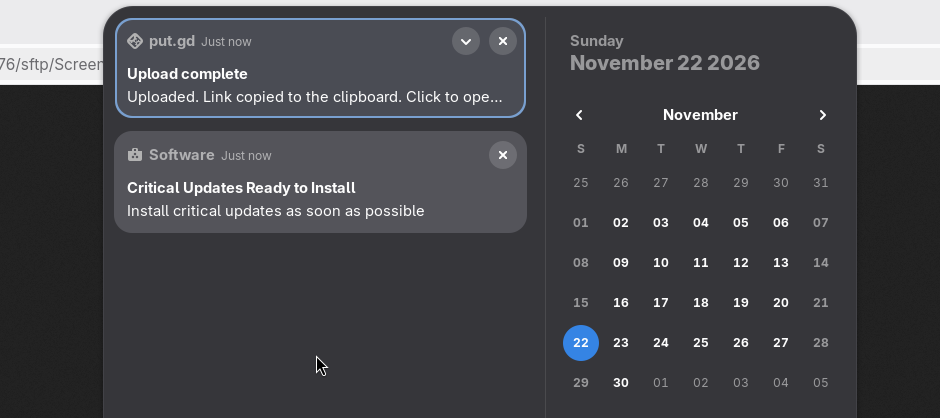 76/sftp/Screen
put.gd Just now
Upload complete
Uploaded. Link copied to the clipboard. Click to ope...
Software Just now
Critical Updates Ready to Install
Install critical updates as soon as possible
Sunday
November 22 2026
November
S M T W T F S
25 26 27 28 29 30 31
01 02 03 04 05 06 07
08 09 10 11 12 13 14
15 16 17 18 19 20 21
22 23 24 25 26 27 28
29 30 01 02 03 04 05